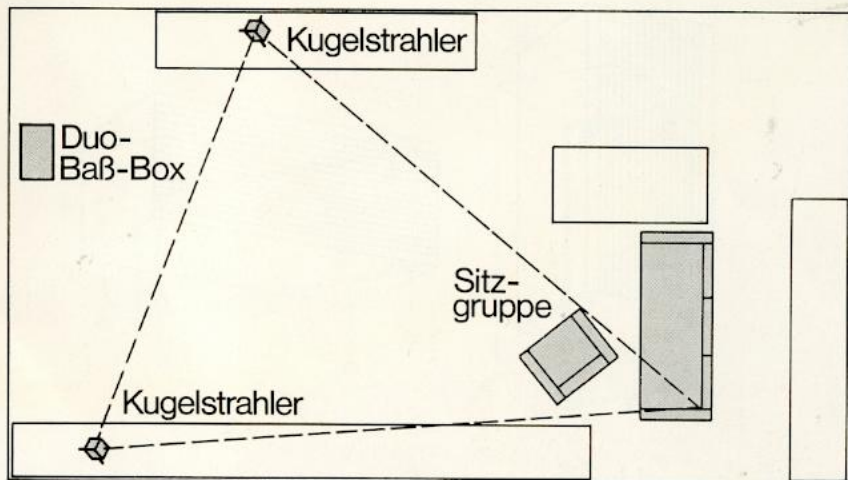 Kugelstrahler
Duo-
Baß-Box
Sitz-
gruppe
Kugelstrahler